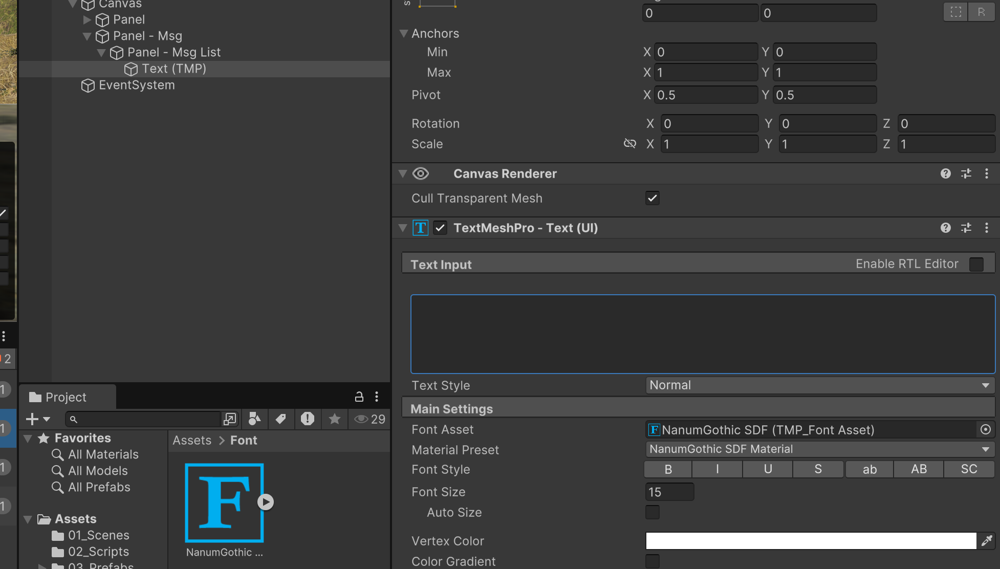 Canvas
Panel
Panel - Msg
Panel - Msg List
Text (TMP)
EventSystem
0 0
R
Anchors
Min X 0 Y 0
Max X 1 Y 1
Pivot X 0.5 Y 0.5
Rotation X 0 Y 0 Z 0
Scale X 1 Y 1 Z 1
Canvas Renderer
Cull Transparent Mesh
T TextMeshPro - Text (UI)
Text Input Enable RTL Editor
Text Style Normal
Main Settings
Font Asset F NanumGothic SDF (TMP_Font Asset)
Material Preset NanumGothic SDF Material
Font Style B I U S ab AB SC
Font Size 15
Auto Size
Vertex Color
Color Gradient
2
1
1
1
1
Project
29
Favorites
All Materials
All Models
All Prefabs
Assets
01_Scenes
02_Scripts
03_Prefabs
Assets > Font
F
NanumGothic ...